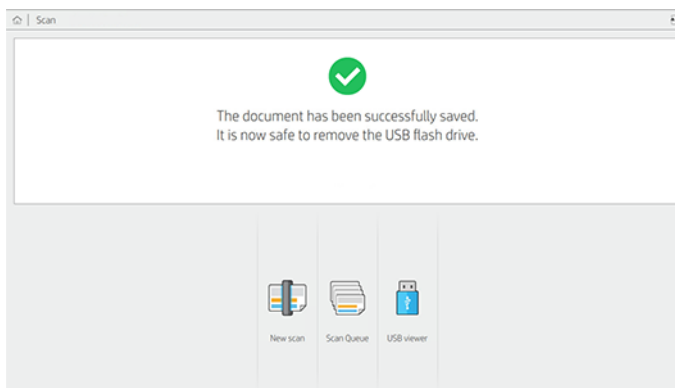 Scan
The document has been successfully saved.
It is now safe to remove the USB flash drive.
New scan
Scan Queue
USB viewer